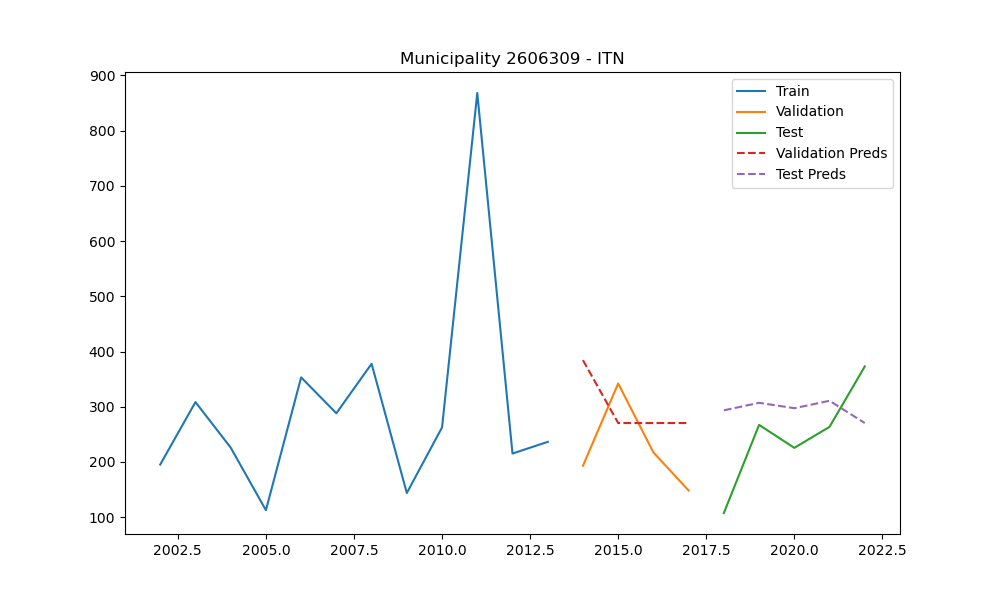 Municipality 2606309 - ITN
900
800
700
600
500
400
300
200
100
Train
Validation
Test
Validation Preds
Test Preds
2002.5 2005.0 2007.5 2010.0 2012.5 2015.0 2017.5 2020.0 2022.5